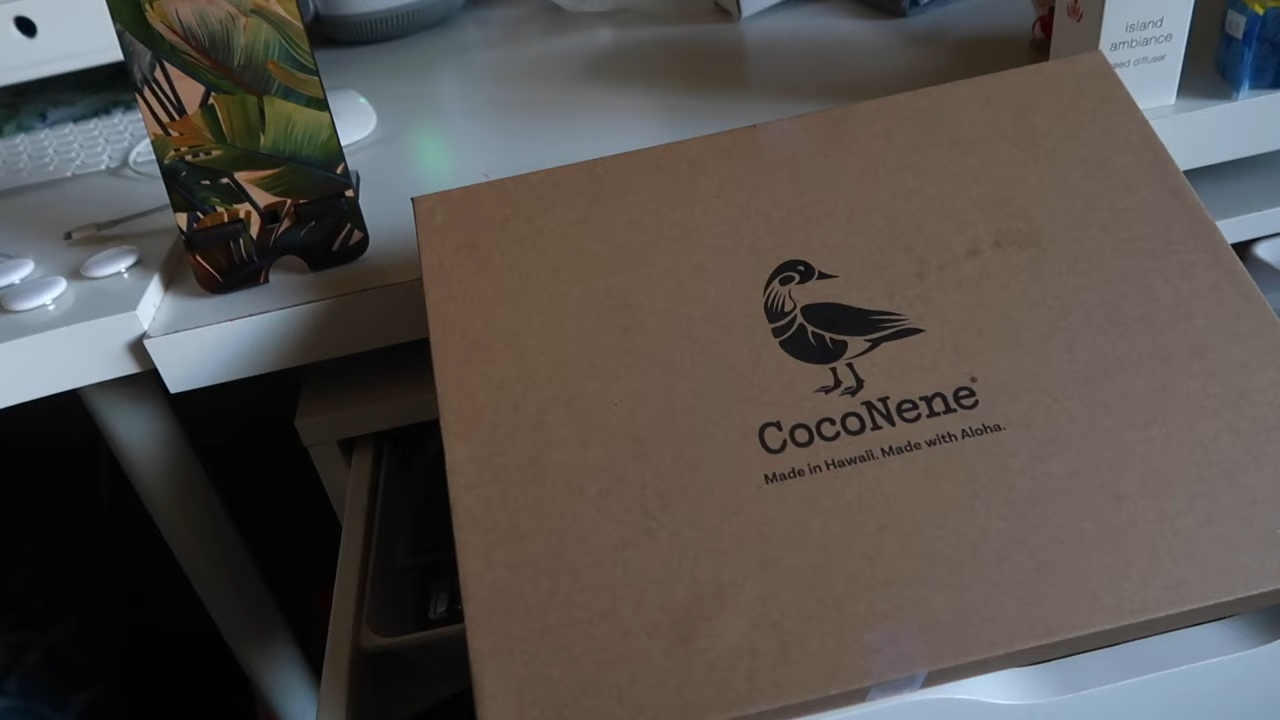 island
ambiance
reed diffuser
CocoNene®
Made in Hawaii. Made with Aloha.